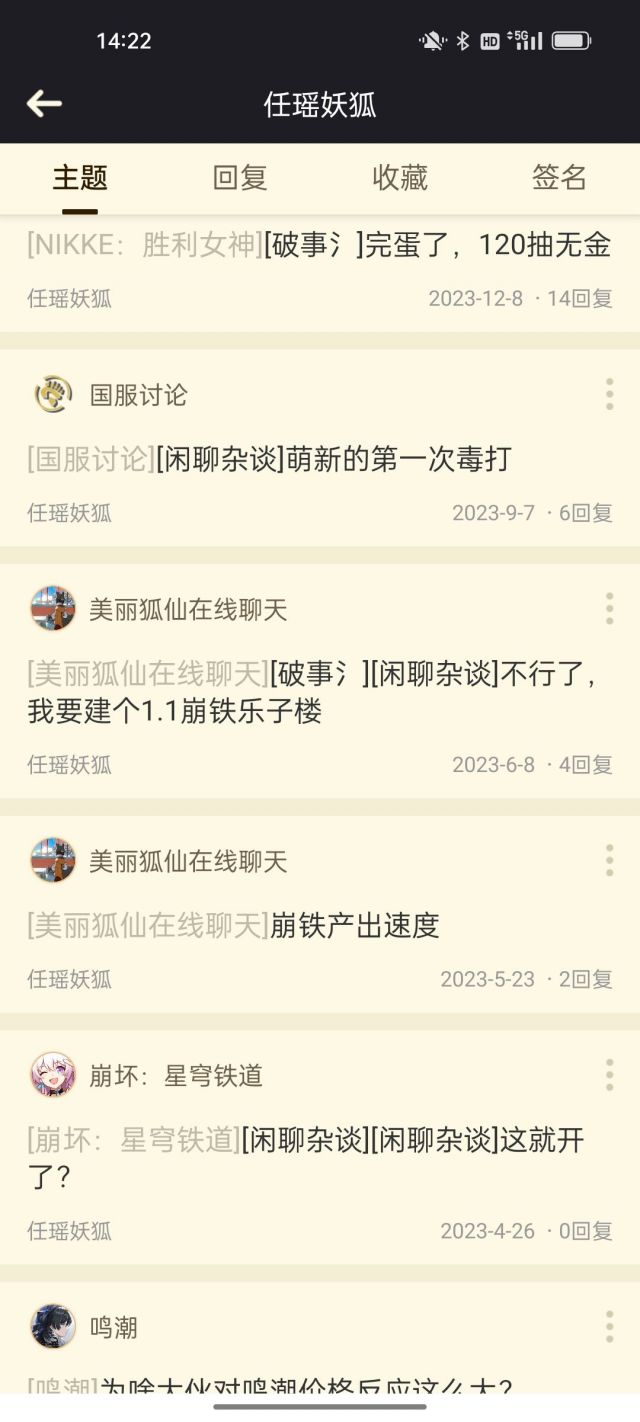 14:22
HD 5G
任瑶妖狐
主题 回复 收藏 签名
[NIKKE：胜利女神][破事氵]完蛋了，120抽无金
任瑶妖狐 2023-12-8 · 14回复
国服讨论
[国服讨论][闲聊杂谈]萌新的第一次毒打
任瑶妖狐 2023-9-7 · 6回复
美丽狐仙在线聊天
[美丽狐仙在线聊天][破事氵][闲聊杂谈]不行了，
我要建个1.1崩铁乐子楼
任瑶妖狐 2023-6-8 · 4回复
美丽狐仙在线聊天
[美丽狐仙在线聊天]崩铁产出速度
任瑶妖狐 2023-5-23 · 2回复
崩坏：星穹铁道
[崩坏：星穹铁道][闲聊杂谈][闲聊杂谈]这就开
了？
任瑶妖狐 2023-4-26 · 0回复
鸣潮
[鸣潮]为啥大伙对鸣潮价格反应这么大？